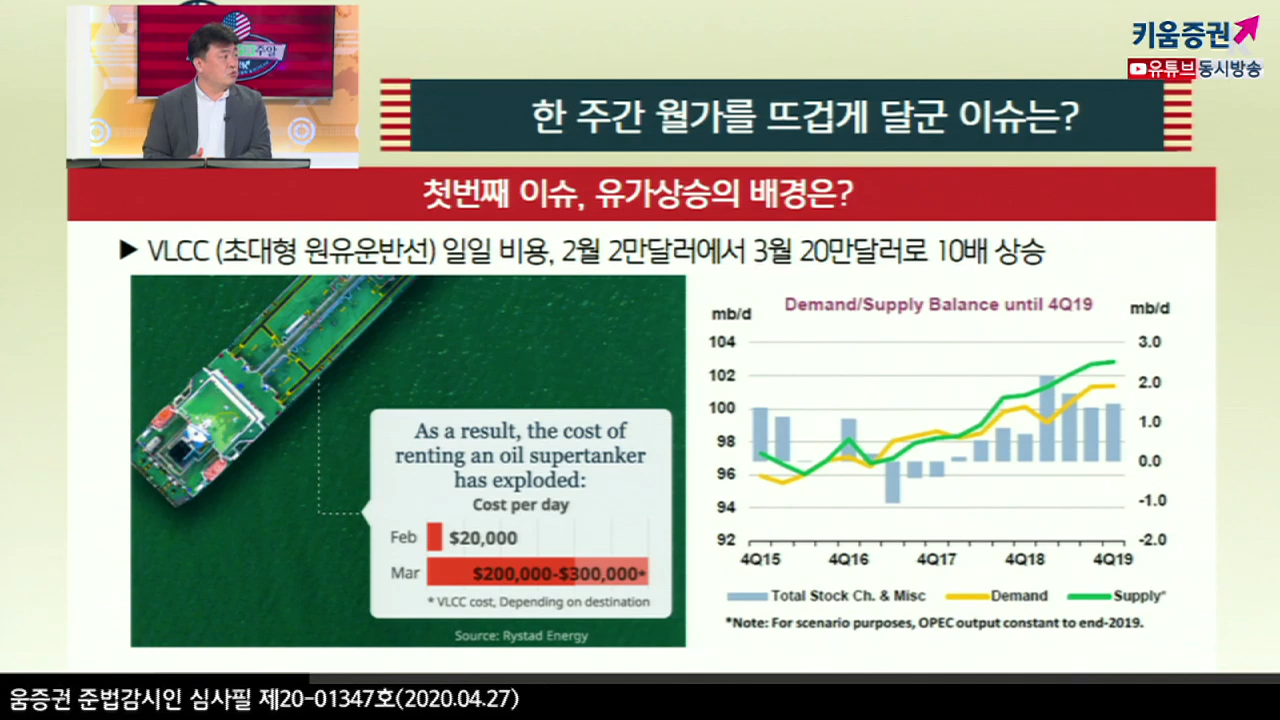 키움증권
유튜브동시방송
주말
한 주간 월가를 뜨겁게 달군 이슈는?
첫번째 이슈, 유가상승의 배경은?
▶ VLCC (초대형 원유운반선) 일일 비용, 2월 2만달러에서 3월 20만달러로 10배 상승
As a result, the cost of
renting an oil supertanker
has exploded:
Cost per day
Feb $20,000
Mar $200,000-$300,000*
* VLCC cost, Depending on destination
Source: Rystad Energy
Demand/Supply Balance until 4Q19
mb/d mb/d
104 3.0
102 2.0
100 1.0
98 0.0
96 -1.0
94 -2.0
92
4Q15 4Q16 4Q17 4Q18 4Q19
Total Stock Ch. & Misc Demand Supply*
*Note: For scenario purposes, OPEC output constant to end-2019.
움증권 준법감시인 심사필 제20-01347호(2020.04.27)